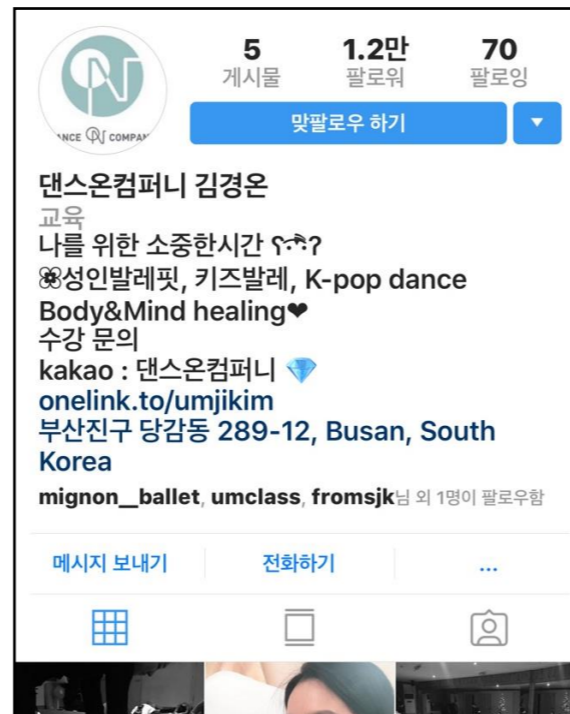 5 1.2만 70
게시물 팔로워 팔로잉
맞팔로우 하기
ANCE ON COMPAN
댄스온컴퍼니 김경온
교육
나를 위한 소중한시간
성인발레핏, 키즈발레, K-pop dance
Body&Mind healing❤
수강 문의
kakao : 댄스온컴퍼니 💎
onelink.to/umjikim
부산진구 당감동 289-12, Busan, South
Korea
mignon__ballet, umclass, fromsjk님 외 1명이 팔로우함
메시지 보내기 전화하기 ...